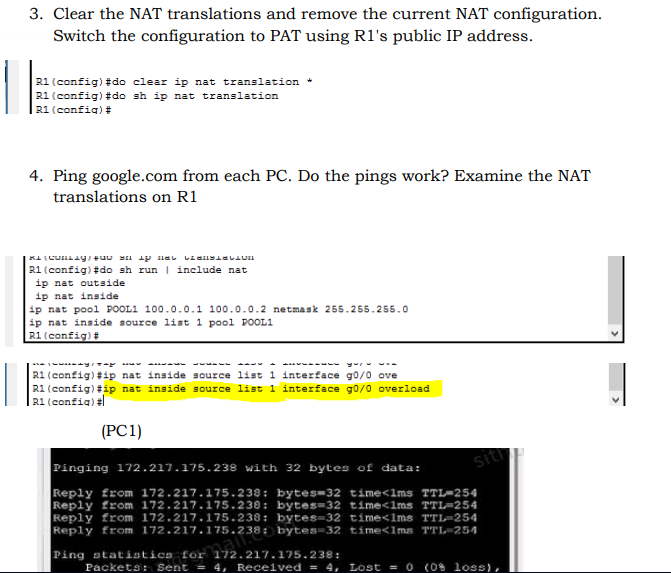 3. Clear the NAT translations and remove the current NAT configuration.
Switch the configuration to PAT using R1's public IP address.
R1(config)#do clear ip nat translation *
R1(config)#do sh ip nat translation
R1(config)#
4. Ping google.com from each PC. Do the pings work? Examine the NAT
translations on R1
R1(config)#do sh ip nat translation
R1(config)#do sh run | include nat
ip nat outside
ip nat inside
ip nat pool POOL1 100.0.0.1 100.0.0.2 netmask 255.255.255.0
ip nat inside source list 1 pool POOL1
R1(config)#
R1(config)#ip nat inside source list 1 interface g0/0 ove
R1(config)#ip nat inside source list 1 interface g0/0 overload
R1(config)#
(PC1)
Pinging 172.217.175.238 with 32 bytes of data:
Reply from 172.217.175.238: bytes=32 time<1ms TTL=254
Reply from 172.217.175.238: bytes=32 time<1ms TTL=254
Reply from 172.217.175.238: bytes=32 time<1ms TTL=254
Reply from 172.217.175.238: bytes=32 time<1ms TTL=254
Ping statistics for 172.217.175.238:
Packets: Sent = 4, Received = 4, Lost = 0 (0% loss),